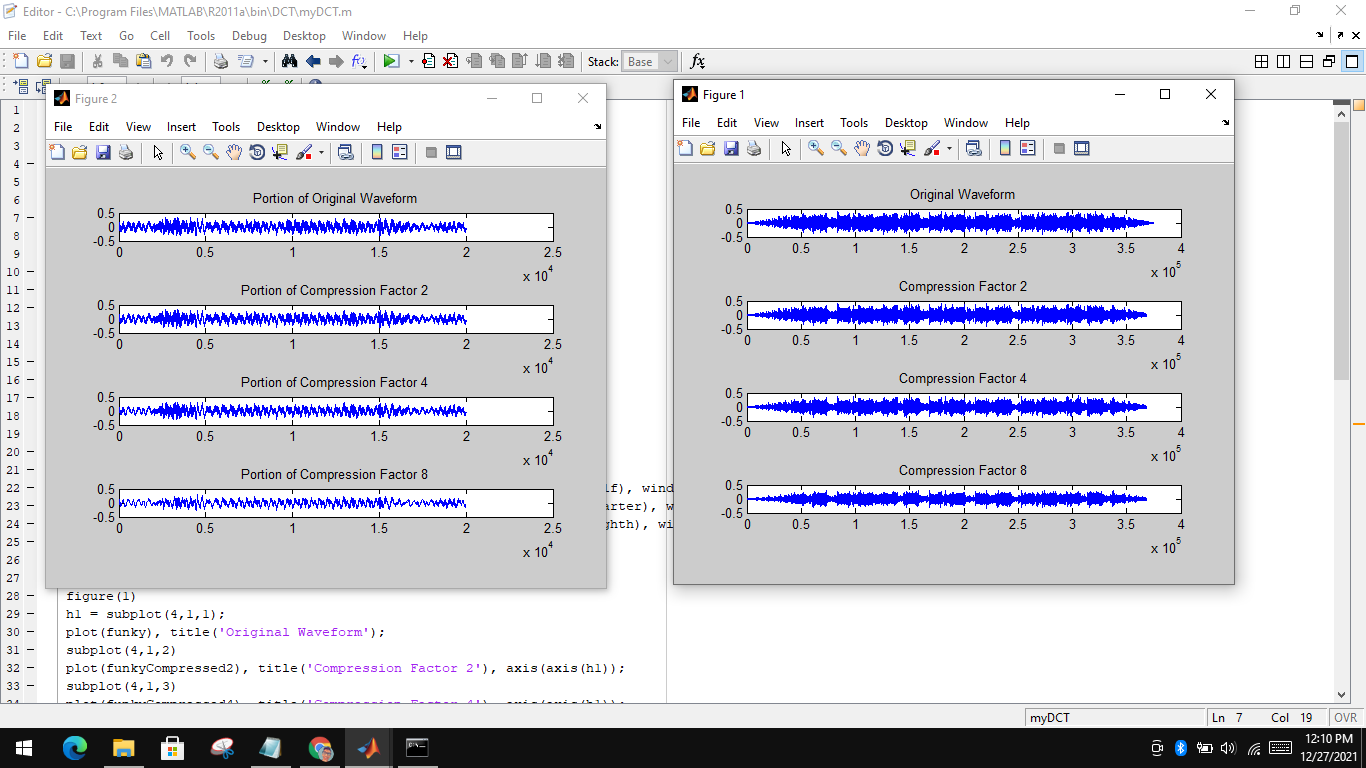 Editor - C:\Program Files\MATLAB\R2011a\bin\DCT\myDCT.m
File Edit Text Go Cell Tools Debug Desktop Window Help
Stack: Base fx
Figure 2
File Edit View Insert Tools Desktop Window Help
Portion of Original Waveform
0.5
0
-0.5
0 0.5 1 1.5 2 2.5
x 10^4
Portion of Compression Factor 2
0.5
0
-0.5
0 0.5 1 1.5 2 2.5
x 10^4
Portion of Compression Factor 4
0.5
0
-0.5
0 0.5 1 1.5 2 2.5
x 10^4
Portion of Compression Factor 8
0.5
0
-0.5
0 0.5 1 1.5 2 2.5
x 10^4
Figure 1
File Edit View Insert Tools Desktop Window Help
Original Waveform
0.5
0
-0.5
0 0.5 1 1.5 2 2.5 3 3.5 4
x 10^5
Compression Factor 2
0.5
0
-0.5
0 0.5 1 1.5 2 2.5 3 3.5 4
x 10^5
Compression Factor 4
0.5
0
-0.5
0 0.5 1 1.5 2 2.5 3 3.5 4
x 10^5
Compression Factor 8
0.5
0
-0.5
0 0.5 1 1.5 2 2.5 3 3.5 4
x 10^5
1
2
3
4
5
6
7
8
9
10
11
12
13
14
15
16
17
18
19
20
21
22 lf), wind
23 arter), w
24 ghth), wi
25
26
27
28 figure(1)
29 h1 = subplot(4,1,1);
30 plot(funky), title('Original Waveform');
31 subplot(4,1,2)
32 plot(funkyCompressed2), title('Compression Factor 2'), axis(axis(h1));
33 subplot(4,1,3)
34 plot(funkyCompressed4), title('Compression Factor 4'), axis(axis(h1));
myDCT Ln 7 Col 19 OVR
12:10 PM
12/27/2021